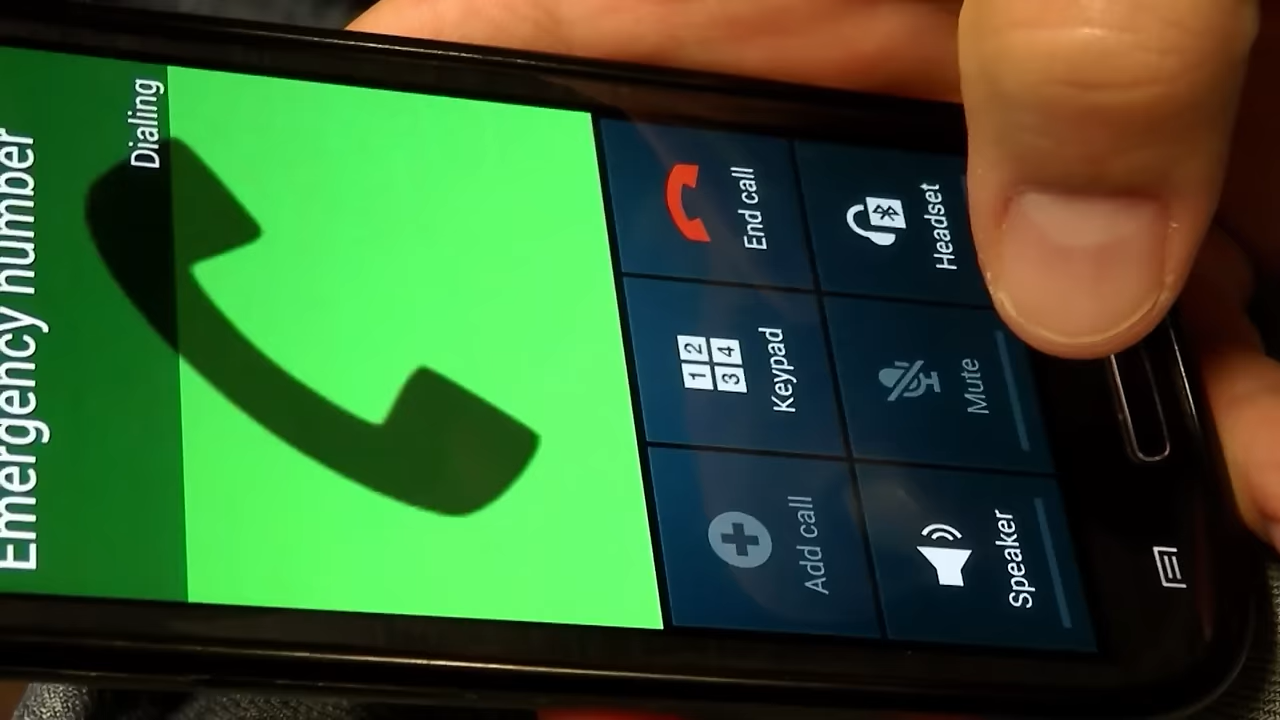 Emergency number
Dialing
Add call
Keypad
End call
Speaker
Mute
Headset